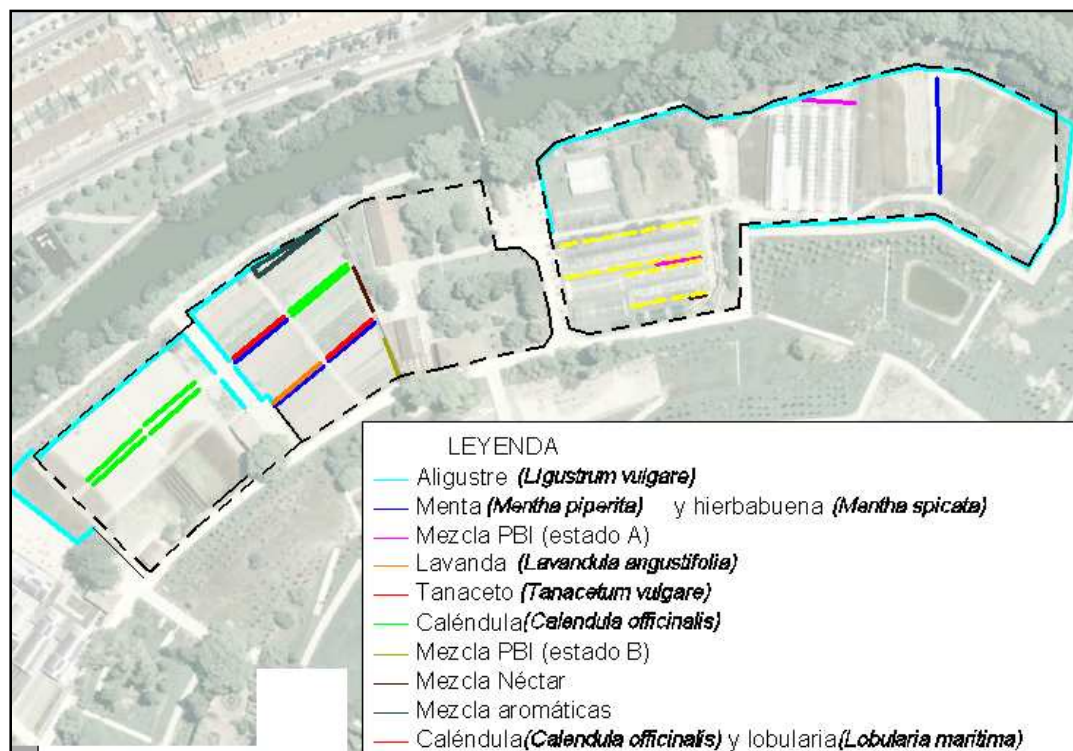 LEYENDA
Aligustre (Ligustrum vulgare)
Menta (Mentha piperita) y hierbabuena (Mentha spicata)
Mezcla PBI (estado A)
Lavanda (Lavandula angustifolia)
Tanaceto (Tanacetum vulgare)
Caléndula(Calendula officinalis)
Mezcla PBI (estado B)
Mezcla Néctar
Mezcla aromáticas
Caléndula(Calendula officinalis) y lobularia(Lobularia maritima)